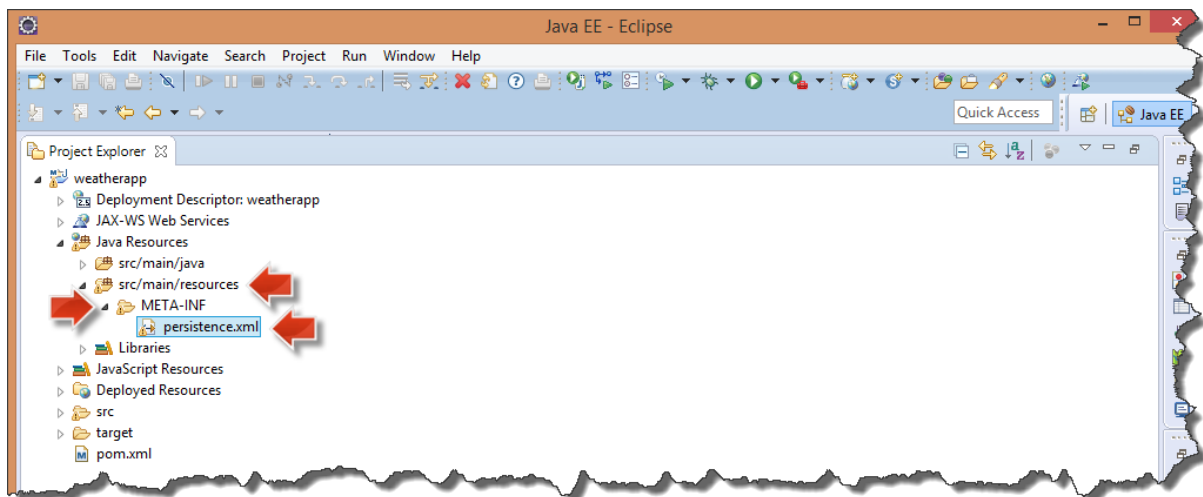 Java EE - Eclipse
File Tools Edit Navigate Search Project Run Window Help
Quick Access
Java EE
Project Explorer
weatherapp
Deployment Descriptor: weatherapp
JAX-WS Web Services
Java Resources
src/main/java
src/main/resources
META-INF
persistence.xml
Libraries
JavaScript Resources
Deployed Resources
src
target
pom.xml